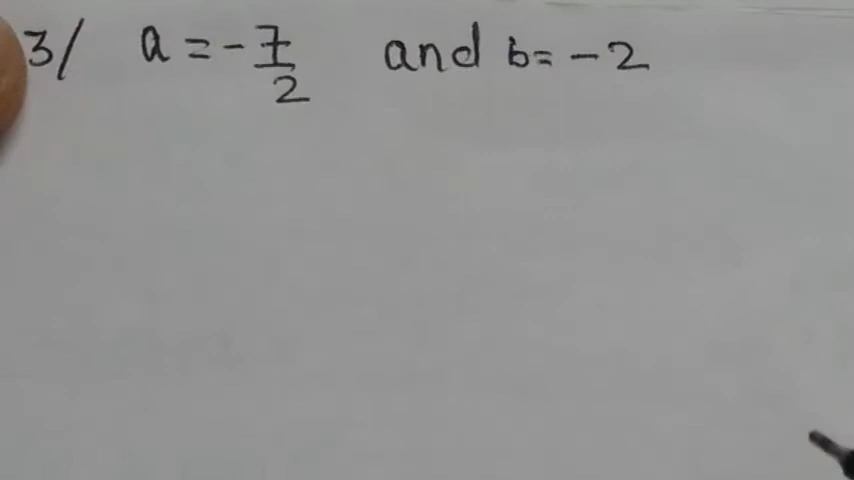 3/ a = -7/2 and b = -2